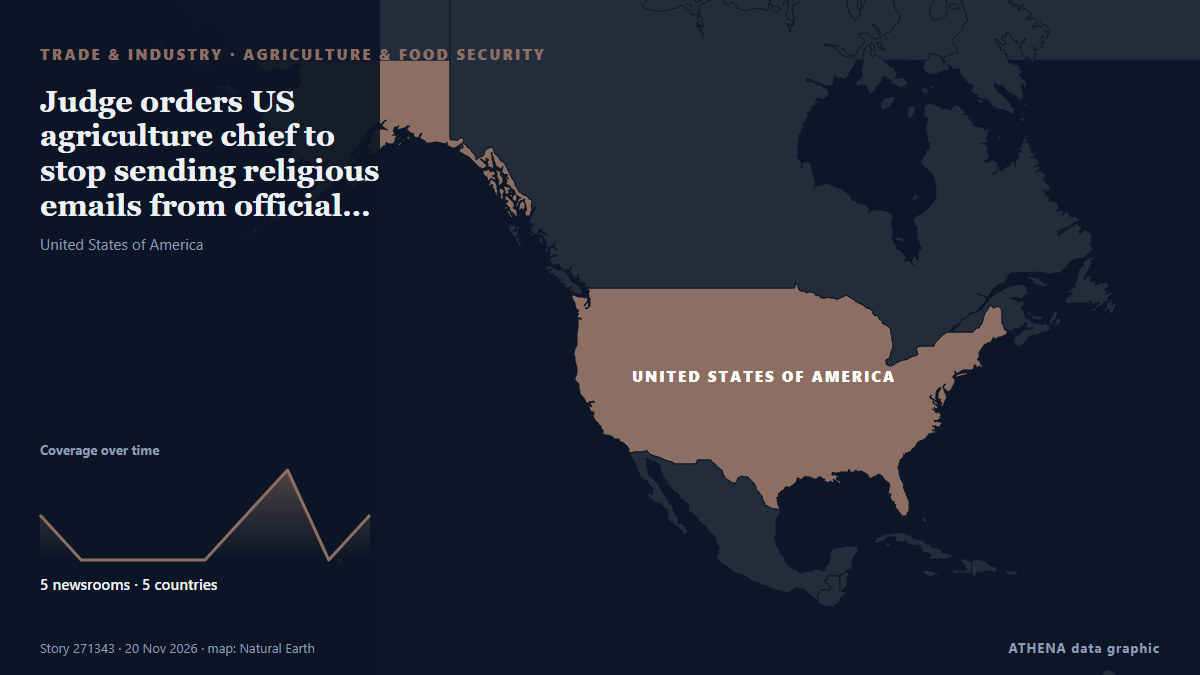 TRADE & INDUSTRY · AGRICULTURE & FOOD SECURITY
Judge orders US
agriculture chief to
stop sending religious
emails from official...
United States of America
UNITED STATES OF AMERICA
Coverage over time
5 newsrooms · 5 countries
Story 271343 · 20 Nov 2026 · map: Natural Earth
ATHENA data graphic